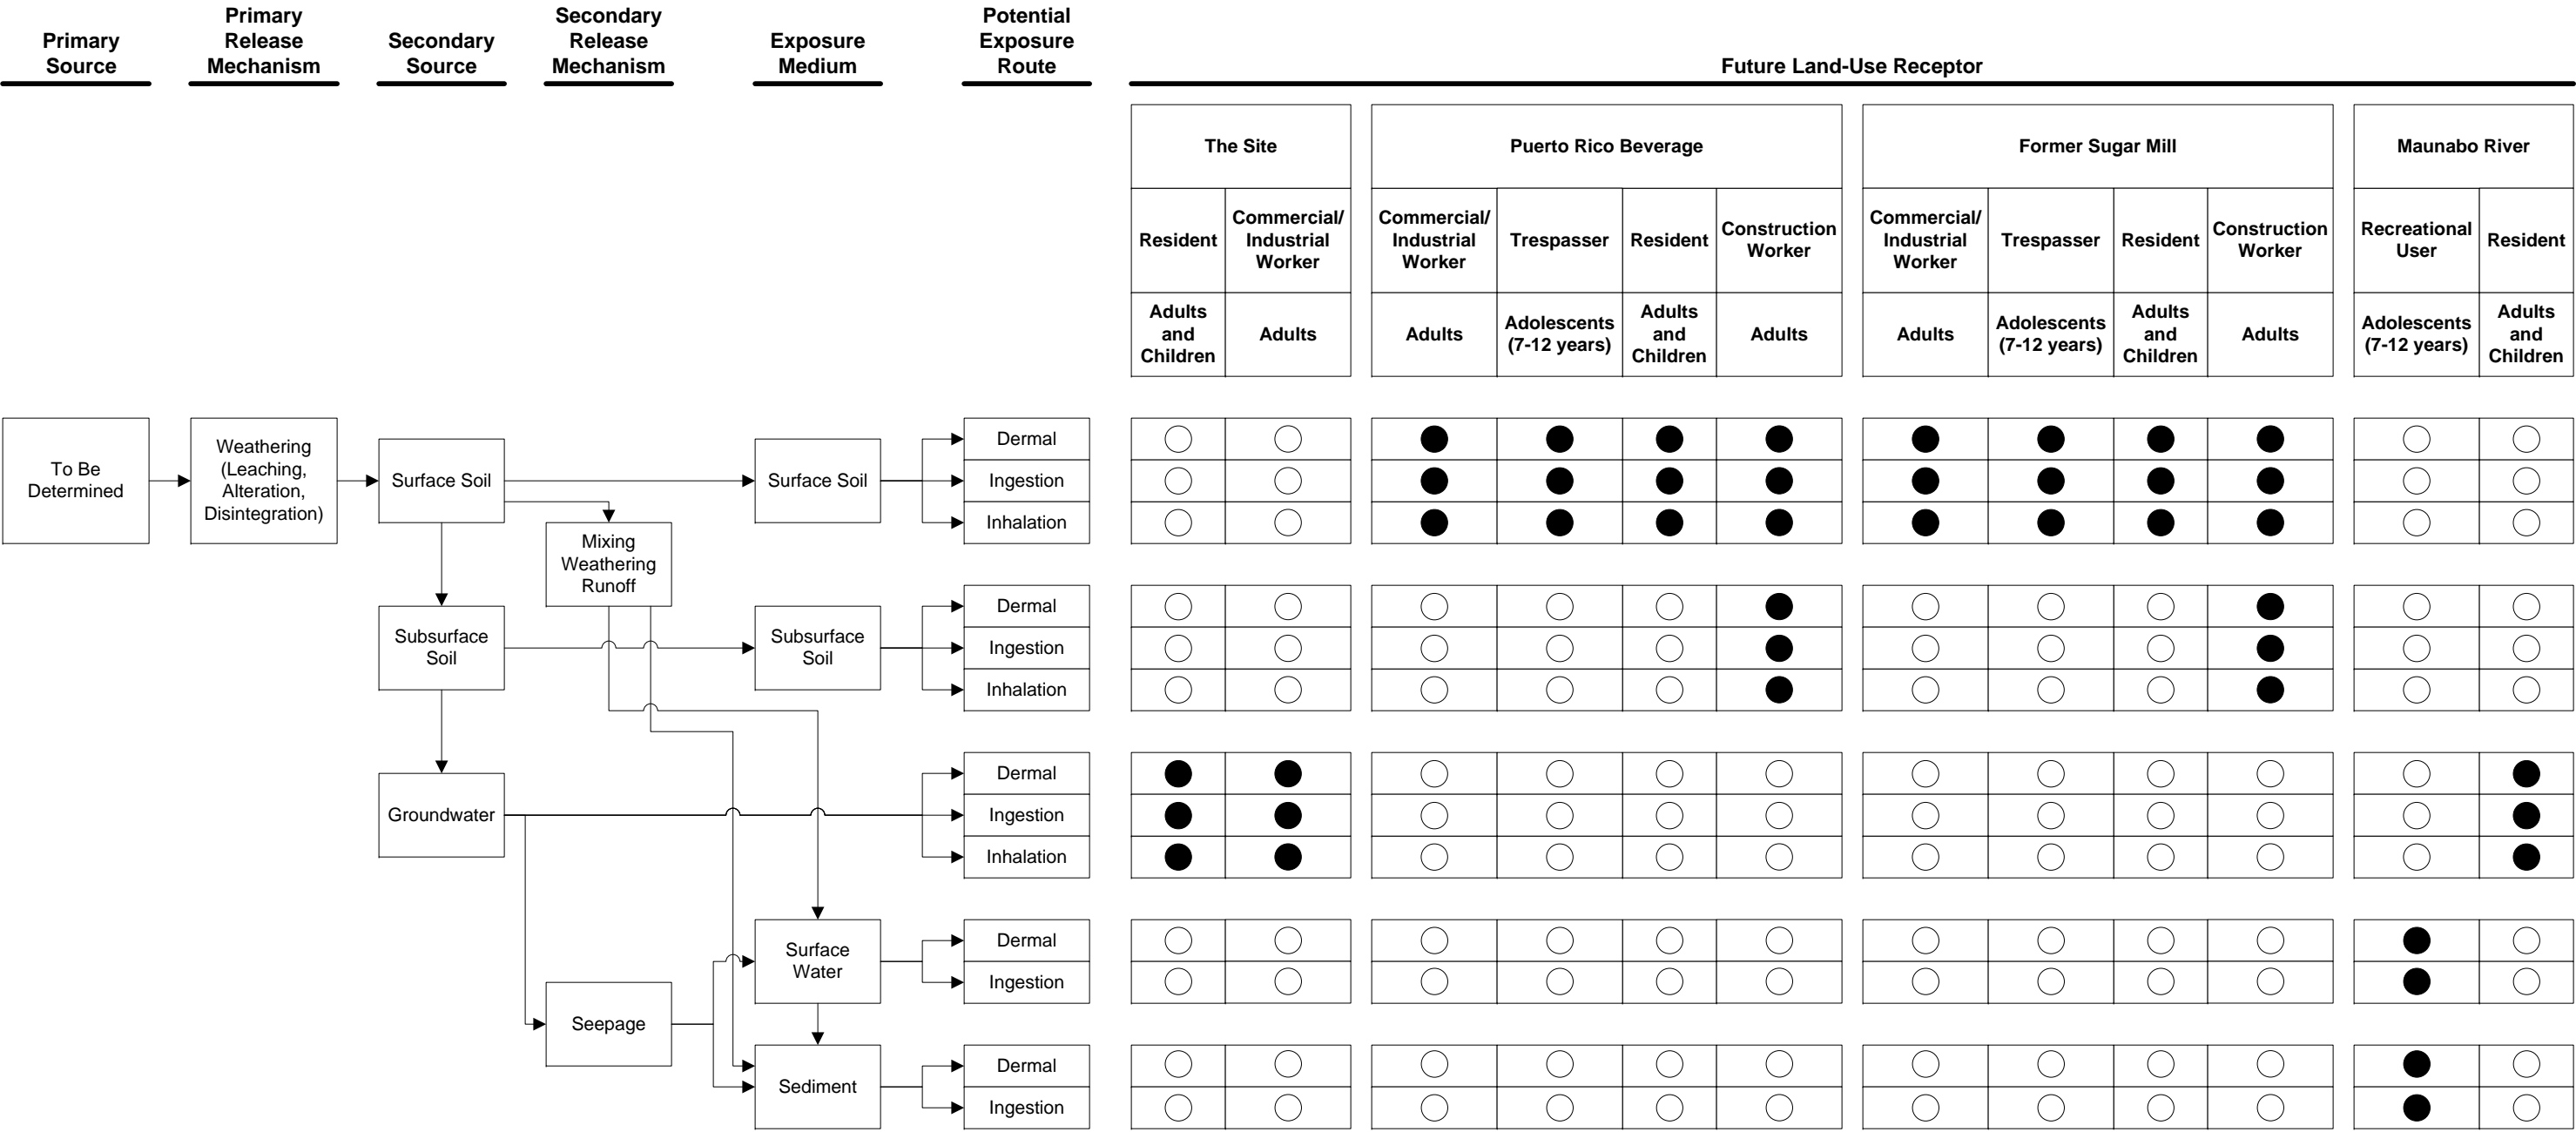 Primary
Source
Primary
Release
Mechanism
Secondary
Source
Secondary
Release
Mechanism
Exposure
Medium
Potential
Exposure
Route
Future Land-Use Receptor
The Site
Puerto Rico Beverage
Former Sugar Mill
Maunabo River
Resident
Commercial/
Industrial
Worker
Commercial/
Industrial
Worker
Trespasser
Resident
Construction
Worker
Commercial/
Industrial
Worker
Trespasser
Resident
Construction
Worker
Recreational
User
Resident
Adults
and
Children
Adults
Adults
Adolescents
(7-12 years)
Adults
and
Children
Adults
Adults
Adolescents
(7-12 years)
Adults
and
Children
Adults
Adolescents
(7-12 years)
Adults
and
Children
To Be
Determined
Weathering
(Leaching,
Alteration,
Disintegration)
Surface Soil
Surface Soil
Dermal
Ingestion
Inhalation
Mixing
Weathering
Runoff
Subsurface
Soil
Subsurface
Soil
Dermal
Ingestion
Inhalation
Groundwater
Dermal
Ingestion
Inhalation
Surface
Water
Dermal
Ingestion
Seepage
Sediment
Dermal
Ingestion